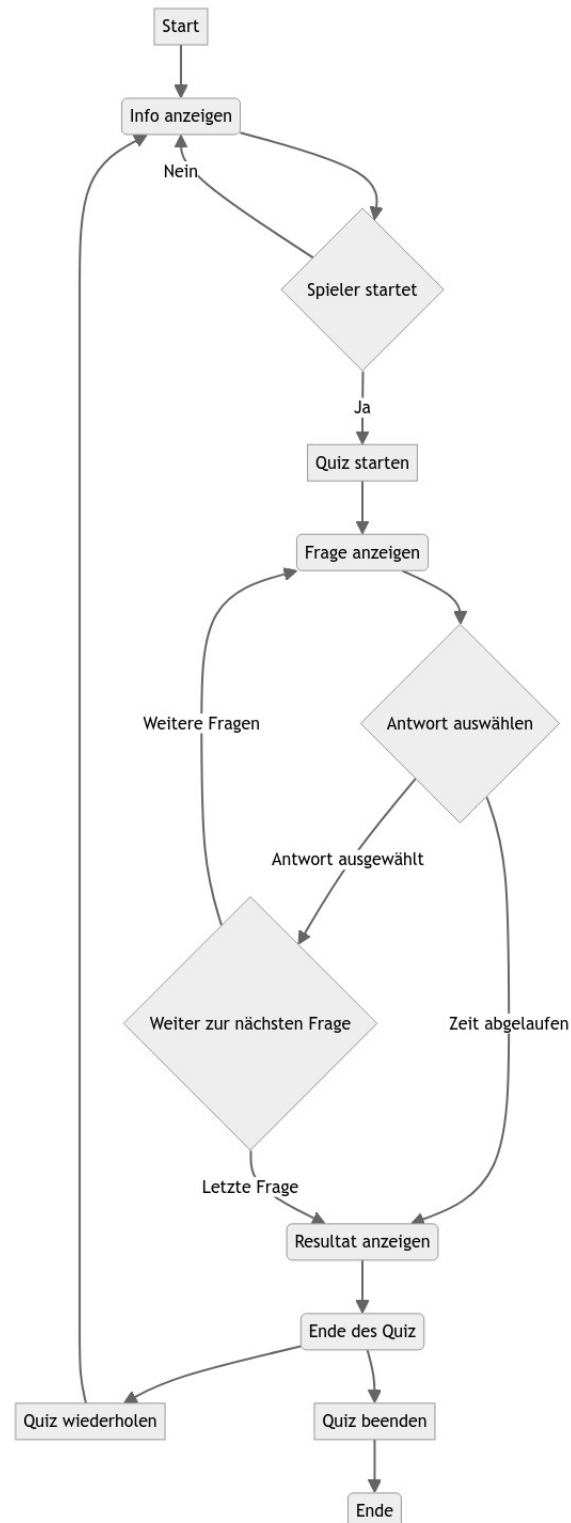 Start
Info anzeigen
Nein
Spieler startet
Ja
Quiz starten
Frage anzeigen
Weitere Fragen
Antwort auswählen
Antwort ausgewählt
Weiter zur nächsten Frage
Zeit abgelaufen
Letzte Frage
Resultat anzeigen
Ende des Quiz
Quiz wiederholen
Quiz beenden
Ende